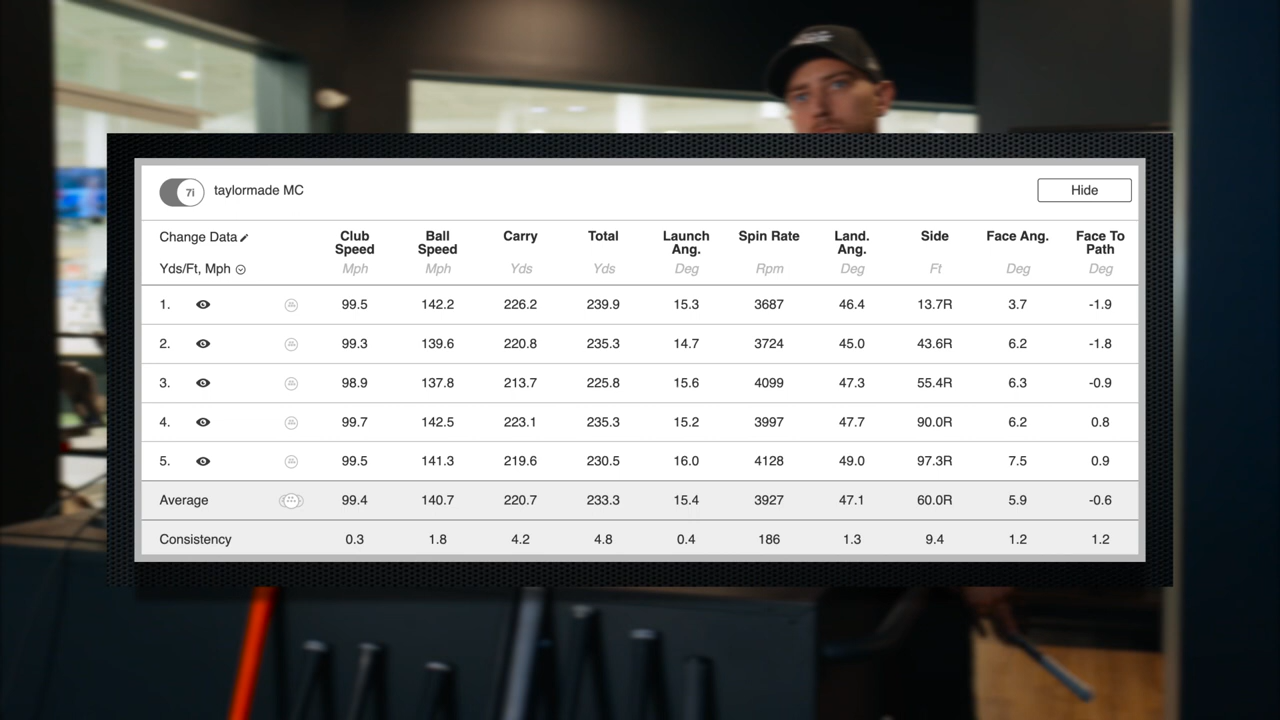 7i taylormade MC Hide
Change Data Club Speed Ball Speed Carry Total Launch Ang. Spin Rate Land. Ang. Side Face Ang. Face To Path
Yds/Ft, Mph Mph Mph Yds Yds Deg Rpm Deg Ft Deg Deg
1. 99.5 142.2 226.2 239.9 15.3 3687 46.4 13.7R 3.7 -1.9
2. 99.3 139.6 220.8 235.3 14.7 3724 45.0 43.6R 6.2 -1.8
3. 98.9 137.8 213.7 225.8 15.6 4099 47.3 55.4R 6.3 -0.9
4. 99.7 142.5 223.1 235.3 15.2 3997 47.7 90.0R 6.2 0.8
5. 99.5 141.3 219.6 230.5 16.0 4128 49.0 97.3R 7.5 0.9
Average 99.4 140.7 220.7 233.3 15.4 3927 47.1 60.0R 5.9 -0.6
Consistency 0.3 1.8 4.2 4.8 0.4 186 1.3 9.4 1.2 1.2